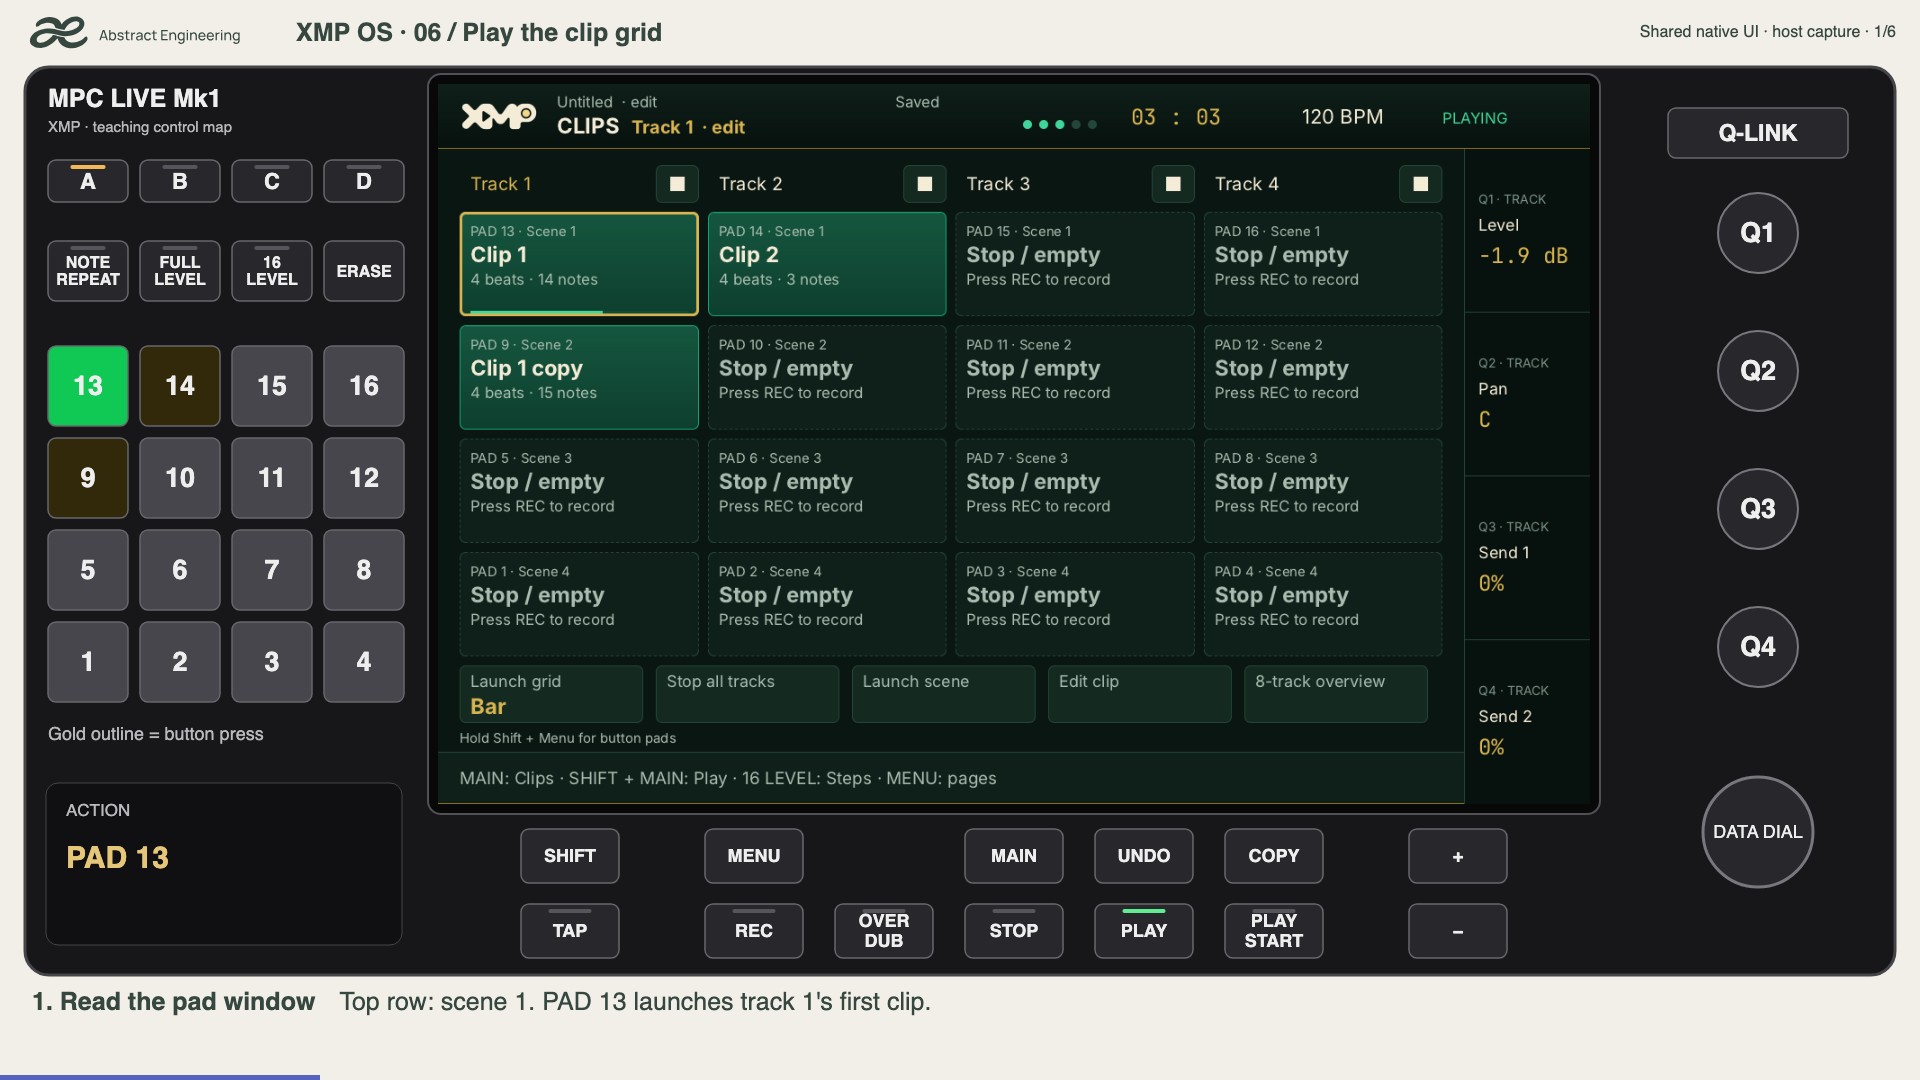 Abstract Engineering
XMP OS · 06 / Play the clip grid
Shared native UI · host capture · 1/6
MPC LIVE Mk1
XMP · teaching control map
A
B
C
D
NOTE REPEAT
FULL LEVEL
16 LEVEL
ERASE
13
14
15
16
9
10
11
12
5
6
7
8
1
2
3
4
Gold outline = button press
ACTION
PAD 13
XMP
Untitled · edit
CLIPS Track 1 · edit
Saved
03 : 03
120 BPM
PLAYING
Track 1
Track 2
Track 3
Track 4
PAD 13 · Scene 1
Clip 1
4 beats · 14 notes
PAD 14 · Scene 1
Clip 2
4 beats · 3 notes
PAD 15 · Scene 1
Stop / empty
Press REC to record
PAD 16 · Scene 1
Stop / empty
Press REC to record
PAD 9 · Scene 2
Clip 1 copy
4 beats · 15 notes
PAD 10 · Scene 2
Stop / empty
Press REC to record
PAD 11 · Scene 2
Stop / empty
Press REC to record
PAD 12 · Scene 2
Stop / empty
Press REC to record
PAD 5 · Scene 3
Stop / empty
Press REC to record
PAD 6 · Scene 3
Stop / empty
Press REC to record
PAD 7 · Scene 3
Stop / empty
Press REC to record
PAD 8 · Scene 3
Stop / empty
Press REC to record
PAD 1 · Scene 4
Stop / empty
Press REC to record
PAD 2 · Scene 4
Stop / empty
Press REC to record
PAD 3 · Scene 4
Stop / empty
Press REC to record
PAD 4 · Scene 4
Stop / empty
Press REC to record
Launch grid
Bar
Stop all tracks
Launch scene
Edit clip
8-track overview
Hold Shift + Menu for button pads
MAIN: Clips · SHIFT + MAIN: Play · 16 LEVEL: Steps · MENU: pages
Q1 · TRACK
Level
-1.9 dB
Q2 · TRACK
Pan
C
Q3 · TRACK
Send 1
0%
Q4 · TRACK
Send 2
0%
Q-LINK
Q1
Q2
Q3
Q4
DATA DIAL
SHIFT
MENU
MAIN
UNDO
COPY
+
TAP
REC
OVER DUB
STOP
PLAY
PLAY START
−
1. Read the pad window Top row: scene 1. PAD 13 launches track 1's first clip.